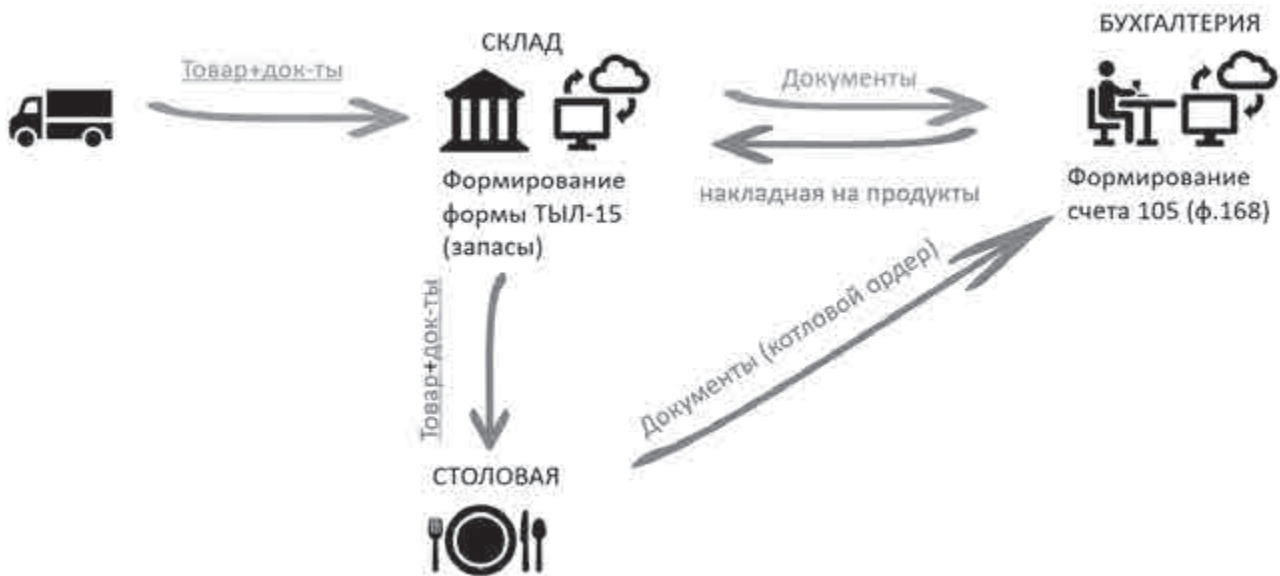 БУХГАЛТЕРИЯ
СКЛАД
Товар+док-ты
Документы
Формирование
формы ТЫЛ-15
(запасы)
накладная на продукты
Формирование
счета 105 (ф.168)
Товар+док-ты
Документы (котловой ордер)
СТОЛОВАЯ